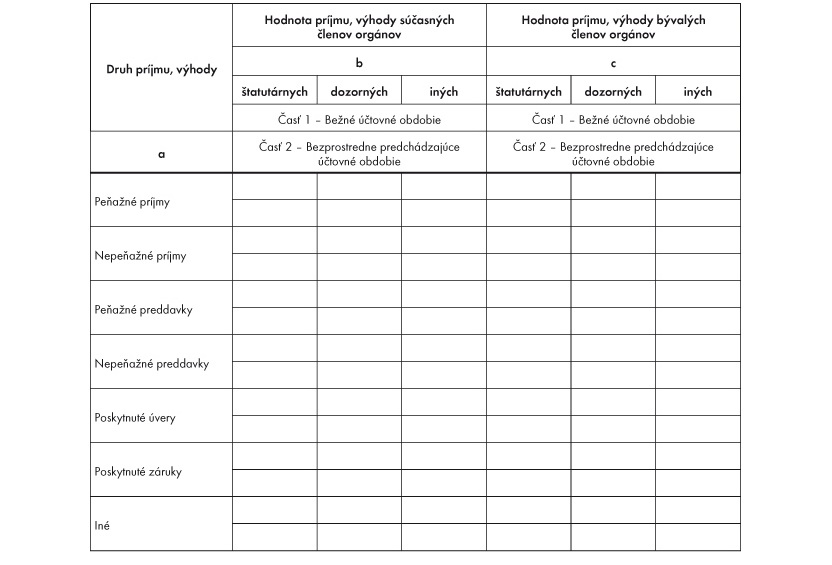 Druh príjmu, výhody
Hodnota príjmu, výhody súčasných
členov orgánov
Hodnota príjmu, výhody bývalých
členov orgánov
b
c
štatutárnych dozorných iných štatutárnych dozorných iných
Časť 1 – Bežné účtovné obdobie
Časť 1 – Bežné účtovné obdobie
a
Časť 2 – Bezprostredne predchádzajúce
účtovné obdobie
Časť 2 – Bezprostredne predchádzajúce
účtovné obdobie
Peňažné príjmy
Nepeňažné príjmy
Peňažné preddavky
Nepeňažné preddavky
Poskytnuté úvery
Poskytnuté záruky
Iné